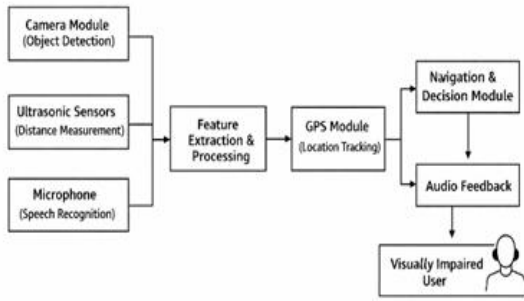 Camera Module
(Object Detection)
Ultrasonic Sensors
(Distance Measurement)
Microphone
(Speech Recognition)
Feature
Extraction &
Processing
GPS Module
(Location Tracking)
Navigation &
Decision Module
Audio Feedback
Visually Impaired
User